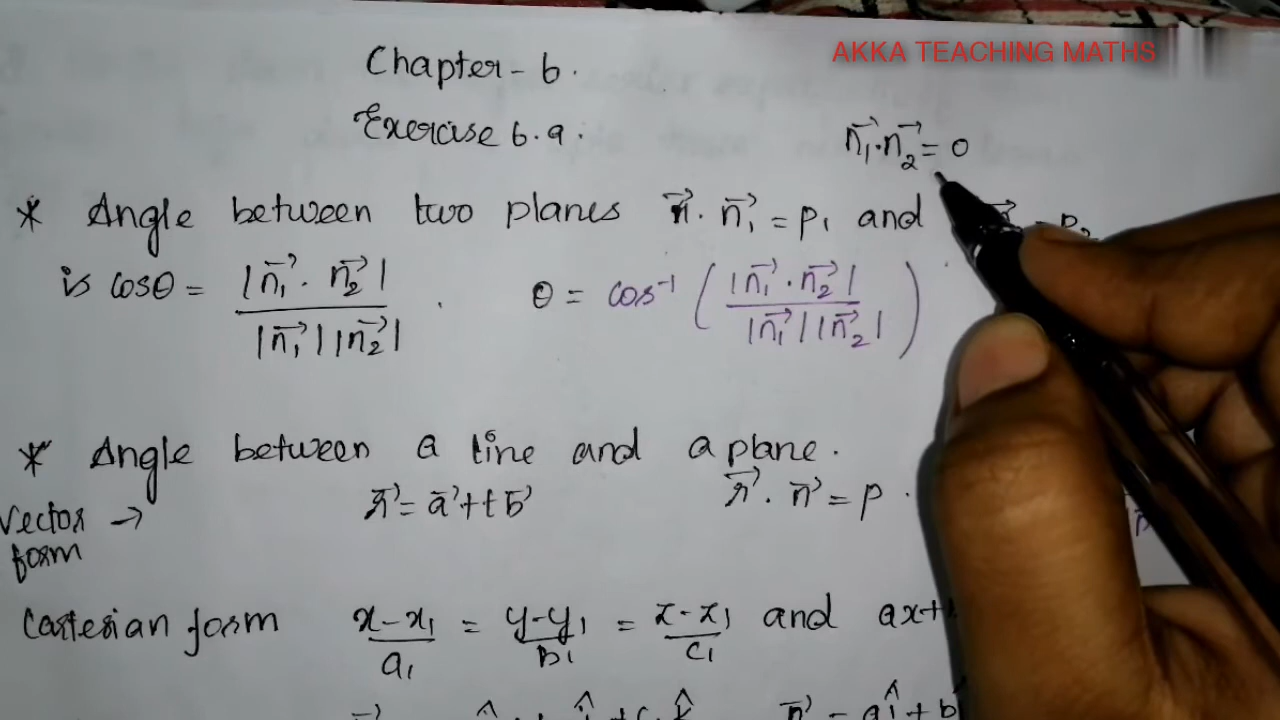 AKKA TEACHING MATHS
Chapter - 6.
Exercise 6.9.
n⃗₁·n⃗₂ = 0
* Angle between two planes r⃗. n⃗₁ = p₁ and = p₂
is cosθ = |n⃗₁ . n⃗₂| / |n⃗₁| |n⃗₂| . θ = cos⁻¹ ( |n⃗₁ . n⃗₂| / |n⃗₁| |n⃗₂| )
* Angle between a line and a plane.
Vector form → r⃗ = a⃗ + t b⃗ r⃗ . n⃗ = p .
Cartesian form x-x₁ / a₁ = y-y₁ / b₁ = z-z₁ / c₁ and ax+